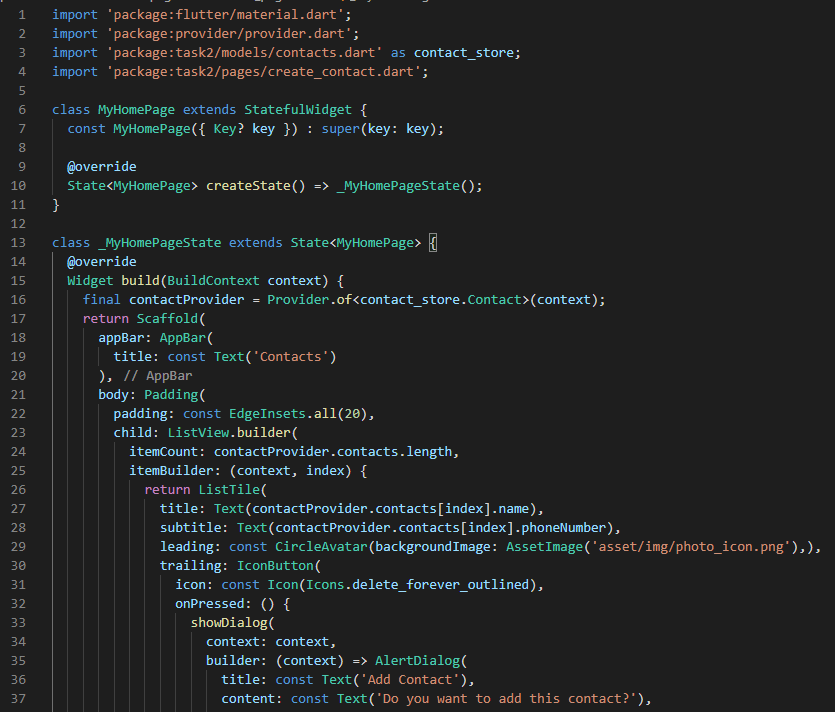 1 import 'package:flutter/material.dart';
2 import 'package:provider/provider.dart';
3 import 'package:task2/models/contacts.dart' as contact_store;
4 import 'package:task2/pages/create_contact.dart';
5
6 class MyHomePage extends StatefulWidget {
7   const MyHomePage({ Key? key }) : super(key: key);
8
9   @override
10   State<MyHomePage> createState() => _MyHomePageState();
11 }
12
13 class _MyHomePageState extends State<MyHomePage> {
14   @override
15   Widget build(BuildContext context) {
16     final contactProvider = Provider.of<contact_store.Contact>(context);
17     return Scaffold(
18       appBar: AppBar(
19         title: const Text('Contacts')
20       ), // AppBar
21       body: Padding(
22         padding: const EdgeInsets.all(20),
23         child: ListView.builder(
24           itemCount: contactProvider.contacts.length,
25           itemBuilder: (context, index) {
26             return ListTile(
27               title: Text(contactProvider.contacts[index].name),
28               subtitle: Text(contactProvider.contacts[index].phoneNumber),
29               leading: const CircleAvatar(backgroundImage: AssetImage('asset/img/photo_icon.png'),),
30               trailing: IconButton(
31                 icon: const Icon(Icons.delete_forever_outlined),
32                 onPressed: () {
33                   showDialog(
34                     context: context,
35                     builder: (context) => AlertDialog(
36                       title: const Text('Add Contact'),
37                       content: const Text('Do you want to add this contact?'),